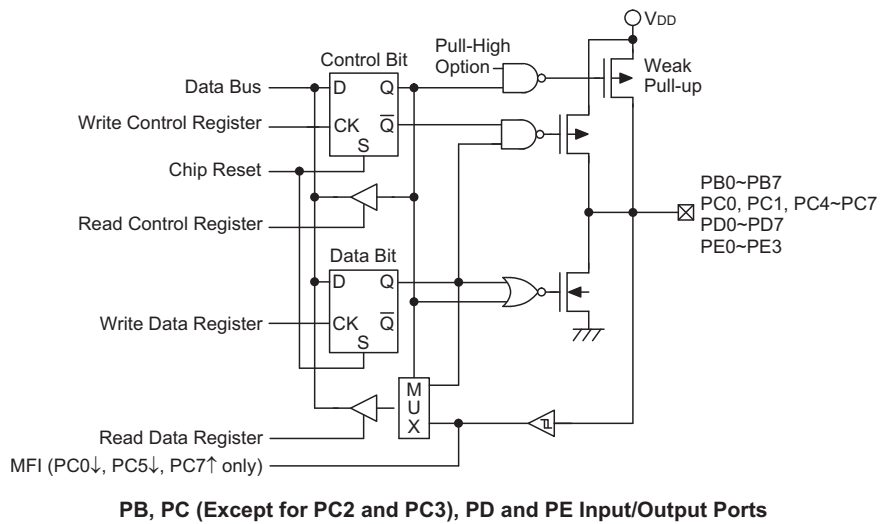 VDD
Pull-High
Option
Weak
Pull-up
Control Bit
Data Bus
D
Q
Write Control Register
CK
Q
S
Chip Reset
Read Control Register
PB0~PB7
PC0, PC1, PC4~PC7
PD0~PD7
PE0~PE3
Data Bit
D
Q
Write Data Register
CK
Q
S
M
U
X
Read Data Register
MFI (PC0↓, PC5↓, PC7↑ only)
PB, PC (Except for PC2 and PC3), PD and PE Input/Output Ports